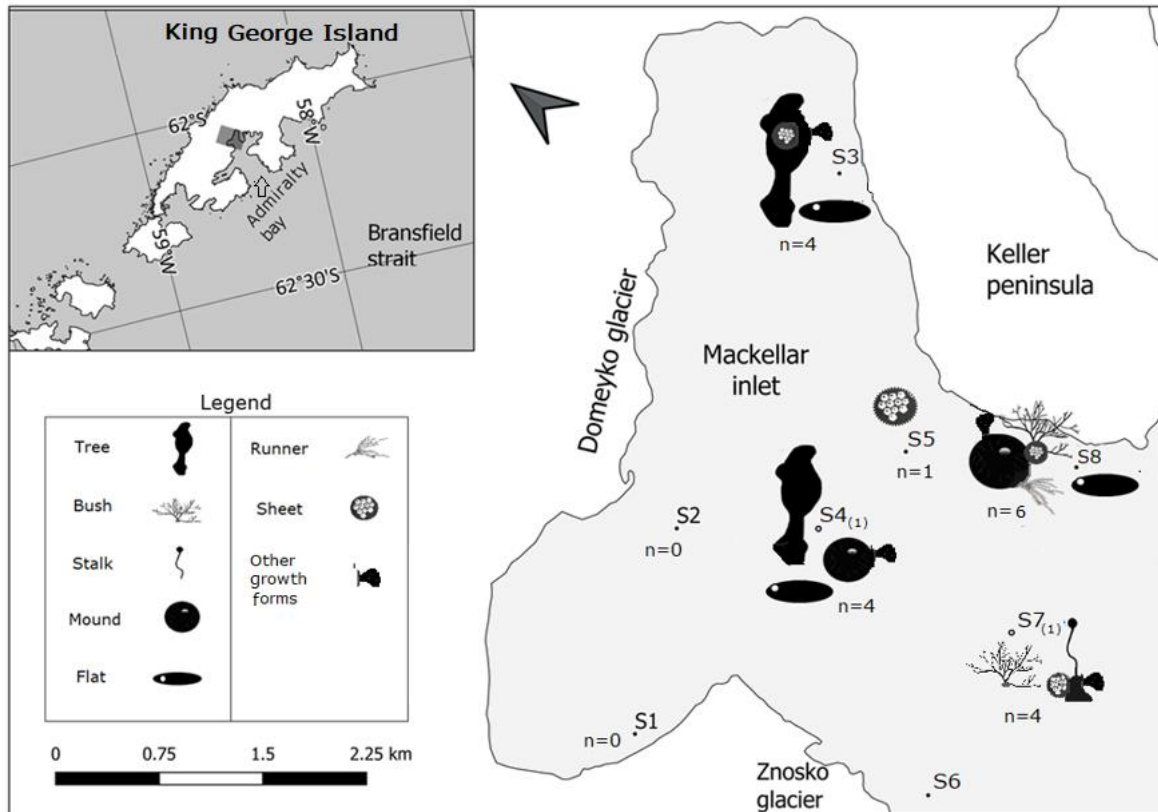 King George Island
62°S
58°W
59°W
62°30'S
Admiralty
bay
Bransfield
strait
Legend
Tree
Bush
Stalk
Mound
Flat
Runner
Sheet
Other
growth
forms
0 0.75 1.5 2.25 km
S3
n=4
Keller
peninsula
Domeyko glacier
Mackellar
inlet
S5
n=1
S8
n=6
S2
n=0
S4(1)
n=4
S7(1)
n=4
S1
n=0
Znosko
glacier
S6